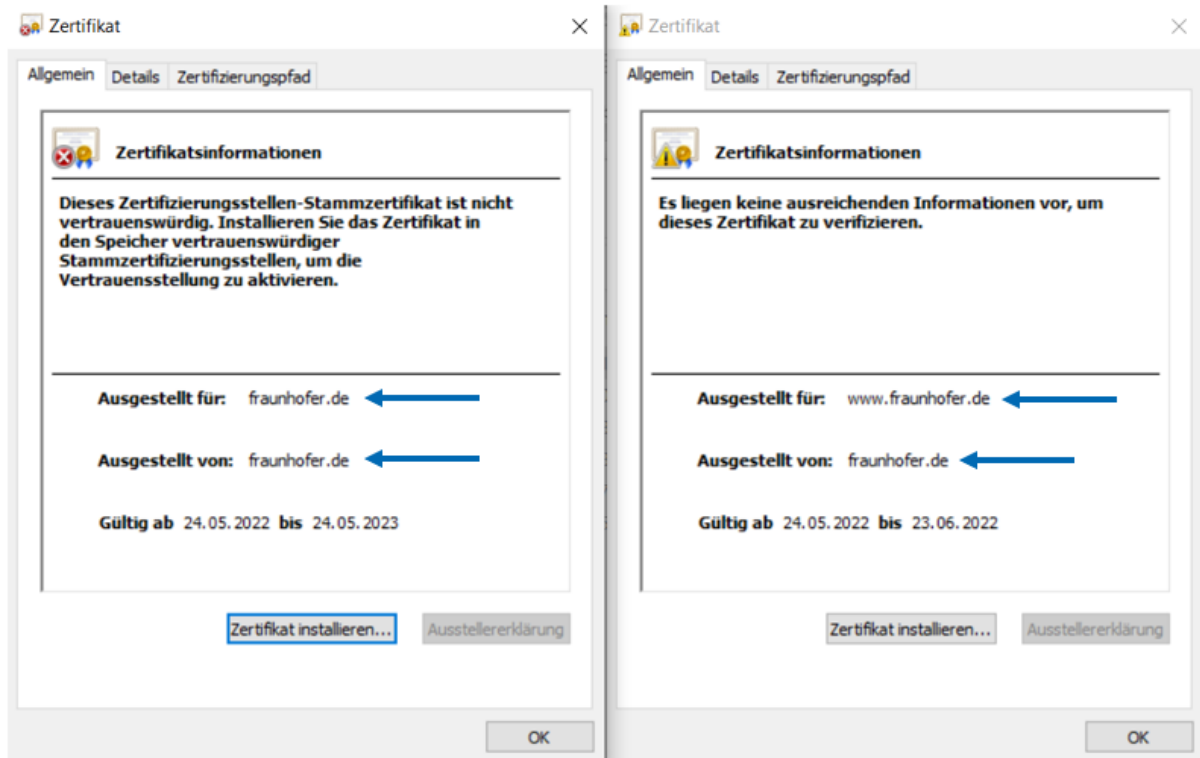 Zertifikat
Allgemein Details Zertifizierungspfad
Zertifikatsinformationen
Dieses Zertifizierungsstellen-Stammzertifikat ist nicht
vertrauenswürdig. Installieren Sie das Zertifikat in
den Speicher vertrauenswürdiger
Stammzertifizierungsstellen, um die
Vertrauensstellung zu aktivieren.
Ausgestellt für: fraunhofer.de
Ausgestellt von: fraunhofer.de
Gültig ab 24.05.2022 bis 24.05.2023
Zertifikat installieren... Ausstellererklärung
OK
Zertifikat
Allgemein Details Zertifizierungspfad
Zertifikatsinformationen
Es liegen keine ausreichenden Informationen vor, um
dieses Zertifikat zu verifizieren.
Ausgestellt für: www.fraunhofer.de
Ausgestellt von: fraunhofer.de
Gültig ab 24.05.2022 bis 23.06.2022
Zertifikat installieren... Ausstellererklärung
OK